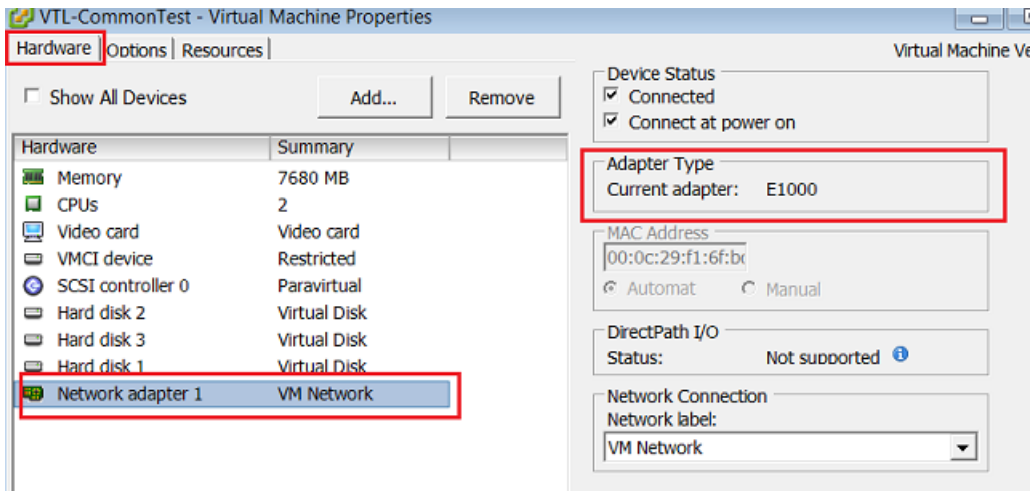 VTL-CommonTest - Virtual Machine Properties
Hardware Options Resources
Virtual Machine Ve
Show All Devices
Add...
Remove
Hardware Summary
Memory 7680 MB
CPUs 2
Video card Video card
VMCI device Restricted
SCSI controller 0 Paravirtual
Hard disk 2 Virtual Disk
Hard disk 3 Virtual Disk
Hard disk 1 Virtual Disk
Network adapter 1 VM Network
Device Status
Connected
Connect at power on
Adapter Type
Current adapter: E1000
MAC Address
00:0c:29:f1:6f:b
Automat Manual
DirectPath I/O
Status: Not supported
Network Connection
Network label:
VM Network